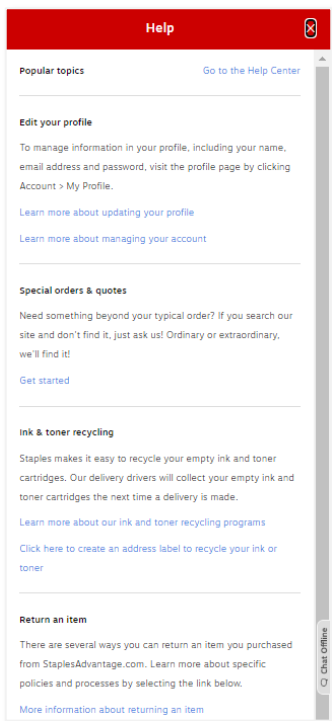 Help
Popular topics
Go to the Help Center
Edit your profile
To manage information in your profile, including your name,
email address and password, visit the profile page by clicking
Account > My Profile.
Learn more about updating your profile
Learn more about managing your account
Special orders & quotes
Need something beyond your typical order? If you search our
site and don't find it, just ask us! Ordinary or extraordinary,
we'll find it!
Get started
Ink & toner recycling
Staples makes it easy to recycle your empty ink and toner
cartridges. Our delivery drivers will collect your empty ink and
toner cartridges the next time a delivery is made.
Learn more about our ink and toner recycling programs
Click here to create an address label to recycle your ink or
toner
Return an item
There are several ways you can return an item you purchased
from StaplesAdvantage.com. Learn more about specific
policies and processes by selecting the link below.
More information about returning an item
Chat Offline